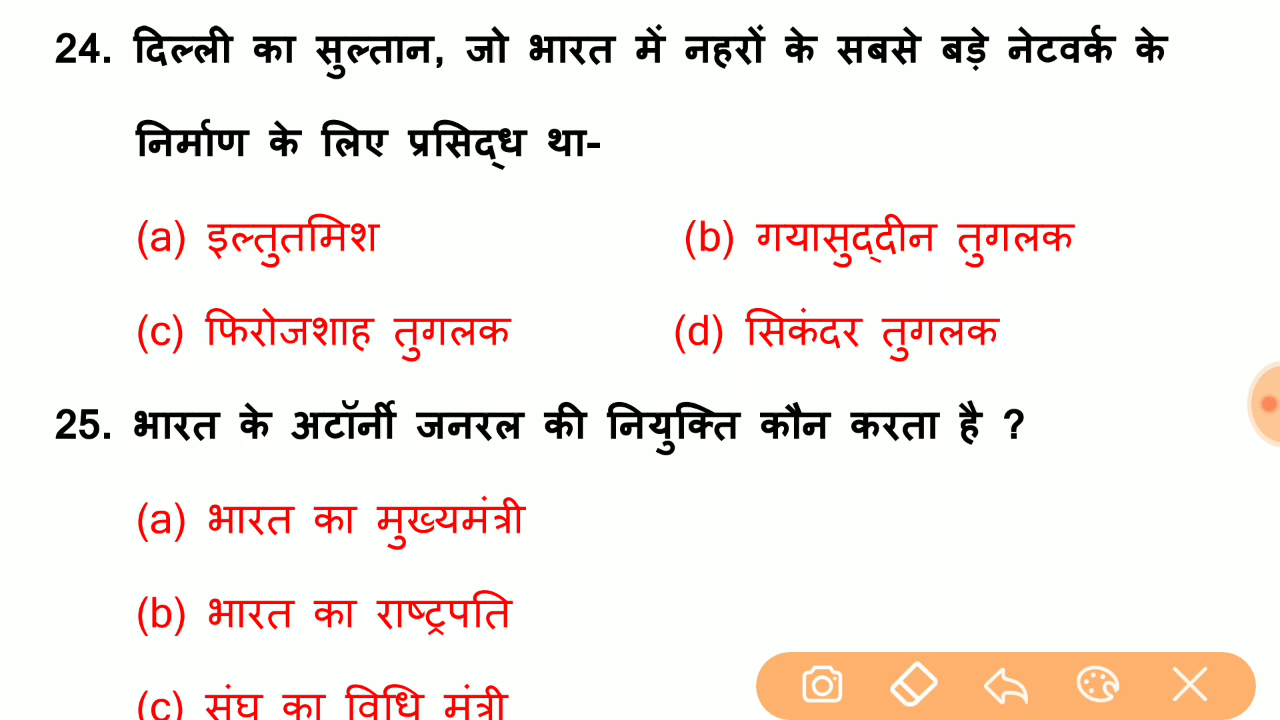 24. दिल्ली का सुल्तान, जो भारत में नहरों के सबसे बड़े नेटवर्क के
निर्माण के लिए प्रसिद्ध था-
(a) इल्तुतमिश (b) गयासुद्दीन तुगलक
(c) फिरोजशाह तुगलक (d) सिकंदर तुगलक
25. भारत के अटॉर्नी जनरल की नियुक्ति कौन करता है ?
(a) भारत का मुख्यमंत्री
(b) भारत का राष्ट्रपति
(c) संघ का विधि मंत्री